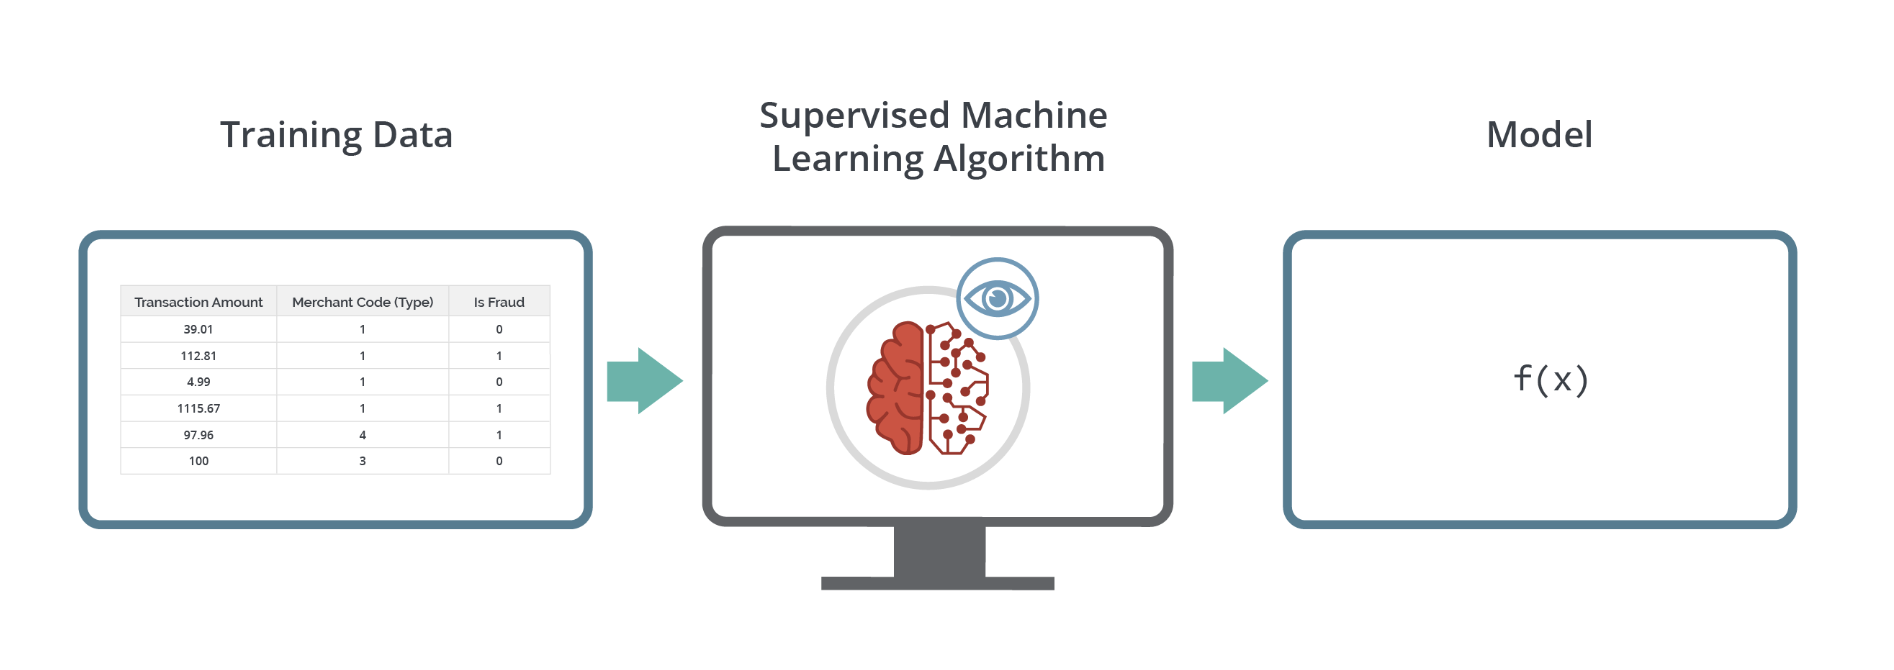 Training Data
Supervised Machine
Learning Algorithm
Model
Transaction Amount Merchant Code (Type) Is Fraud
39.01 1 0
112.81 1 1
4.99 1 0
1115.67 1 1
97.96 4 1
100 3 0
f(x)